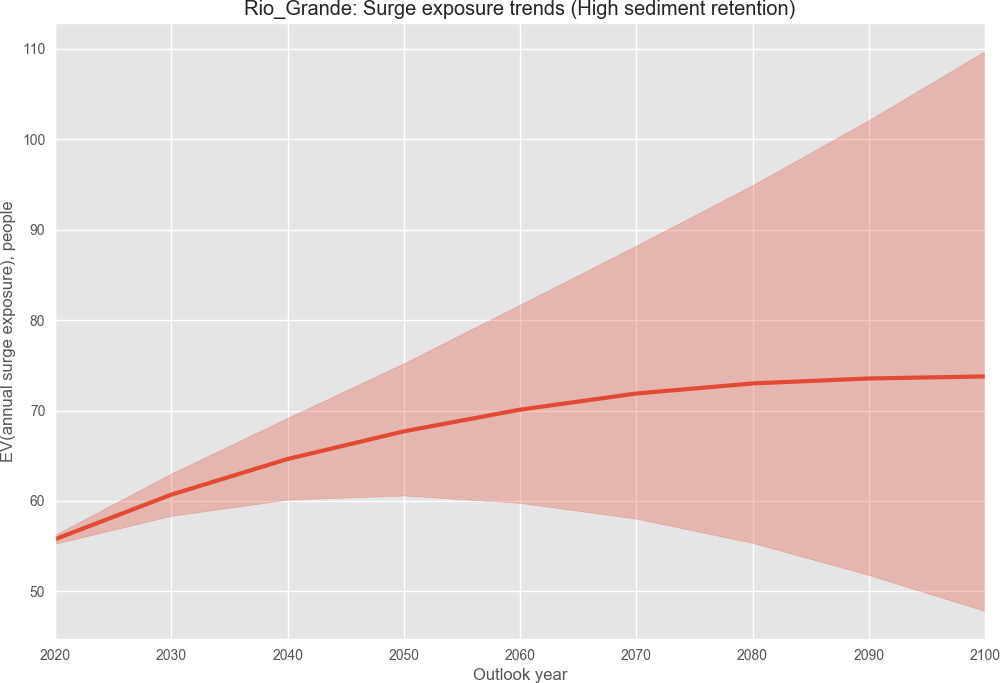 Rio_Grande: Surge exposure trends (High sediment retention)
EV(annual surge exposure), people
110
100
90
80
70
60
50
2020 2030 2040 2050 2060 2070 2080 2090 2100
Outlook year